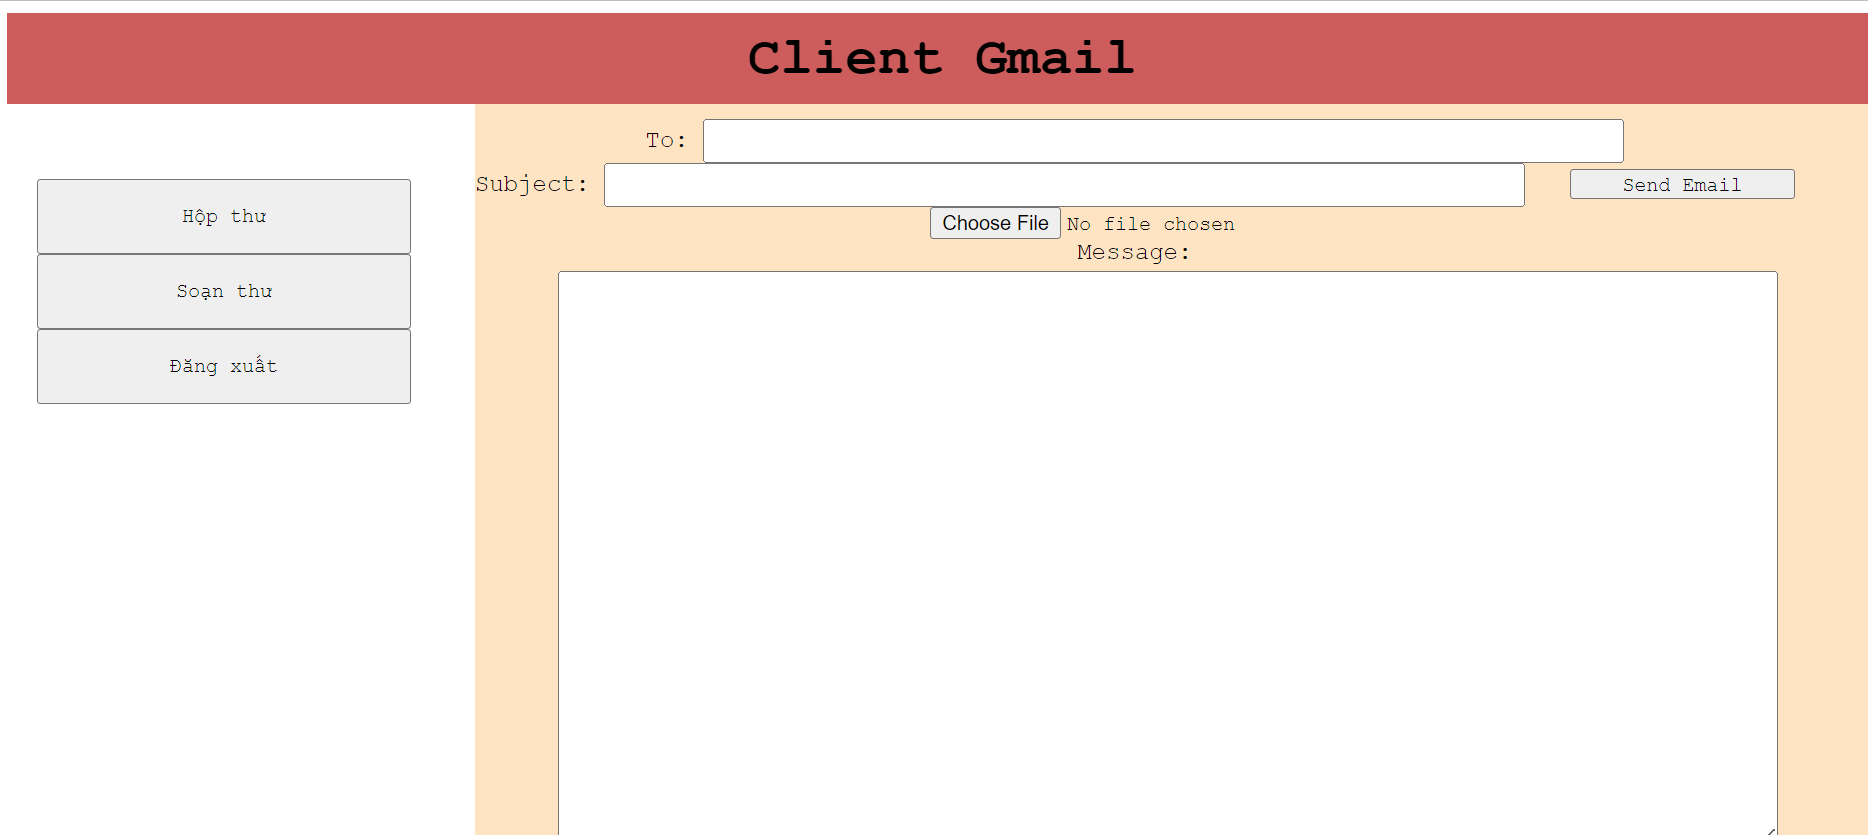 Client Gmail
Hộp thư
Soạn thư
Đăng xuất
To:
Subject:
Send Email
Choose File No file chosen
Message: